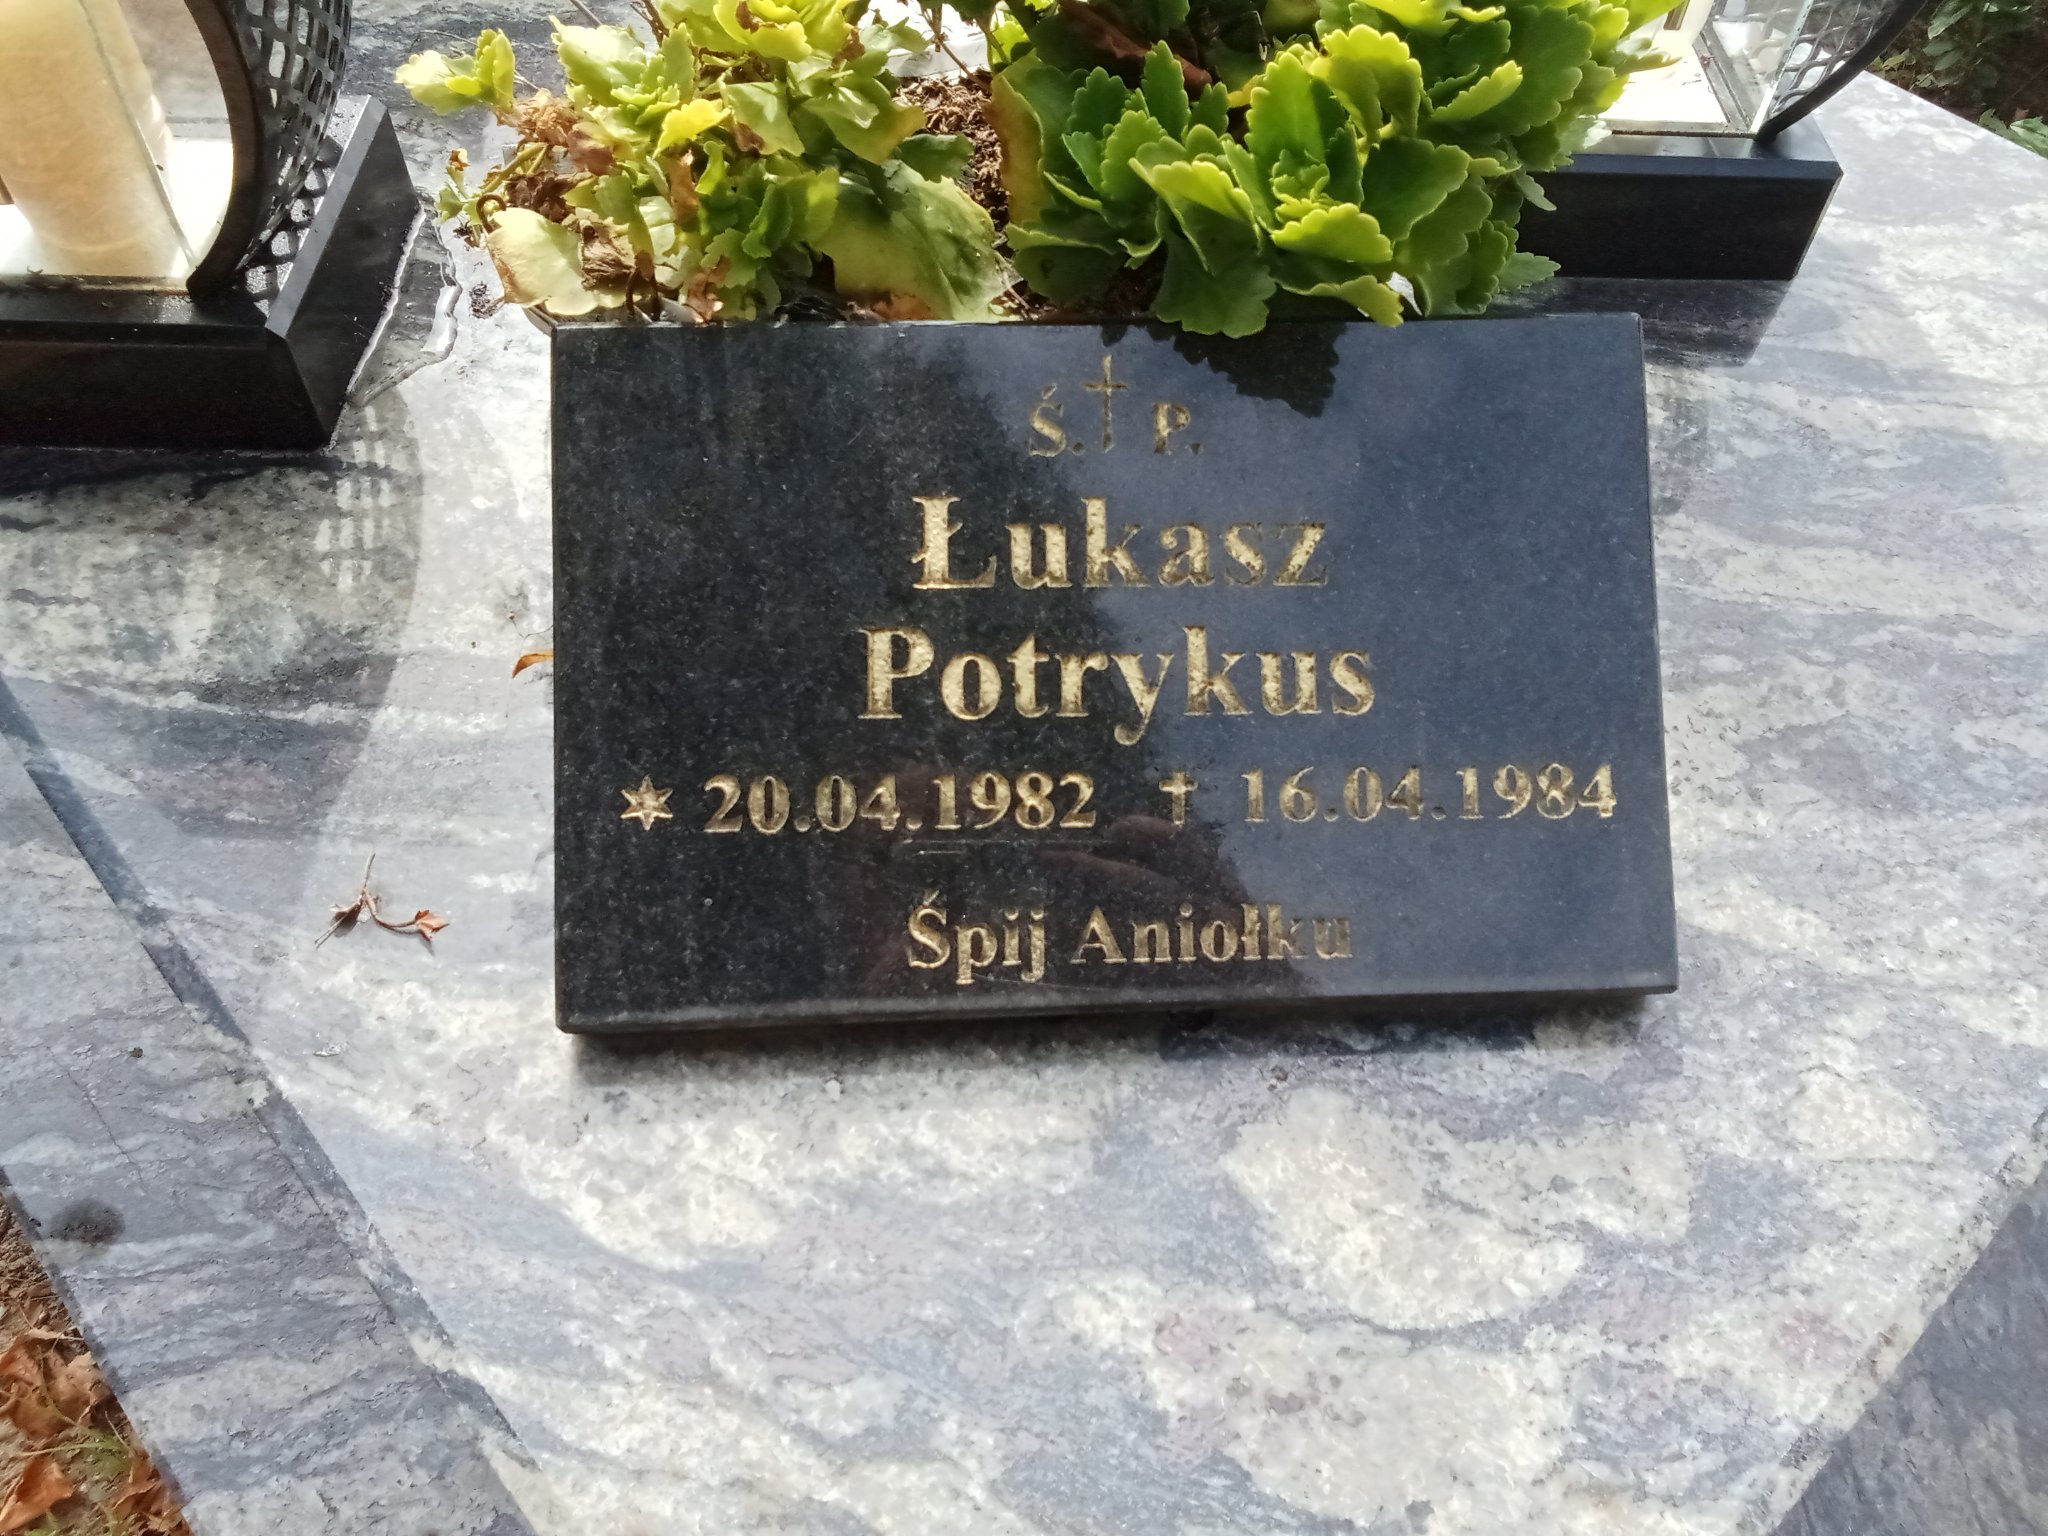 Ś.†P.
Łukasz
Potrykus
✶ 20.04.1982 † 16.04.1984
Śpij Aniołku